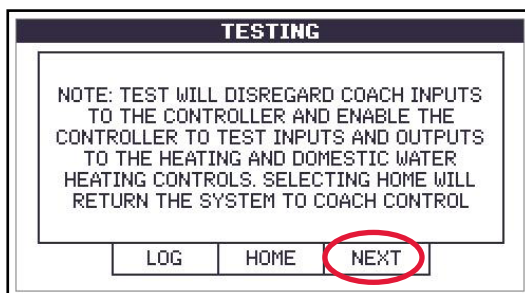 TESTING
NOTE: TEST WILL DISREGARD COACH INPUTS
TO THE CONTROLLER AND ENABLE THE
CONTROLLER TO TEST INPUTS AND OUTPUTS
TO THE HEATING AND DOMESTIC WATER
HEATING CONTROLS. SELECTING HOME WILL
RETURN THE SYSTEM TO COACH CONTROL
LOG HOME NEXT